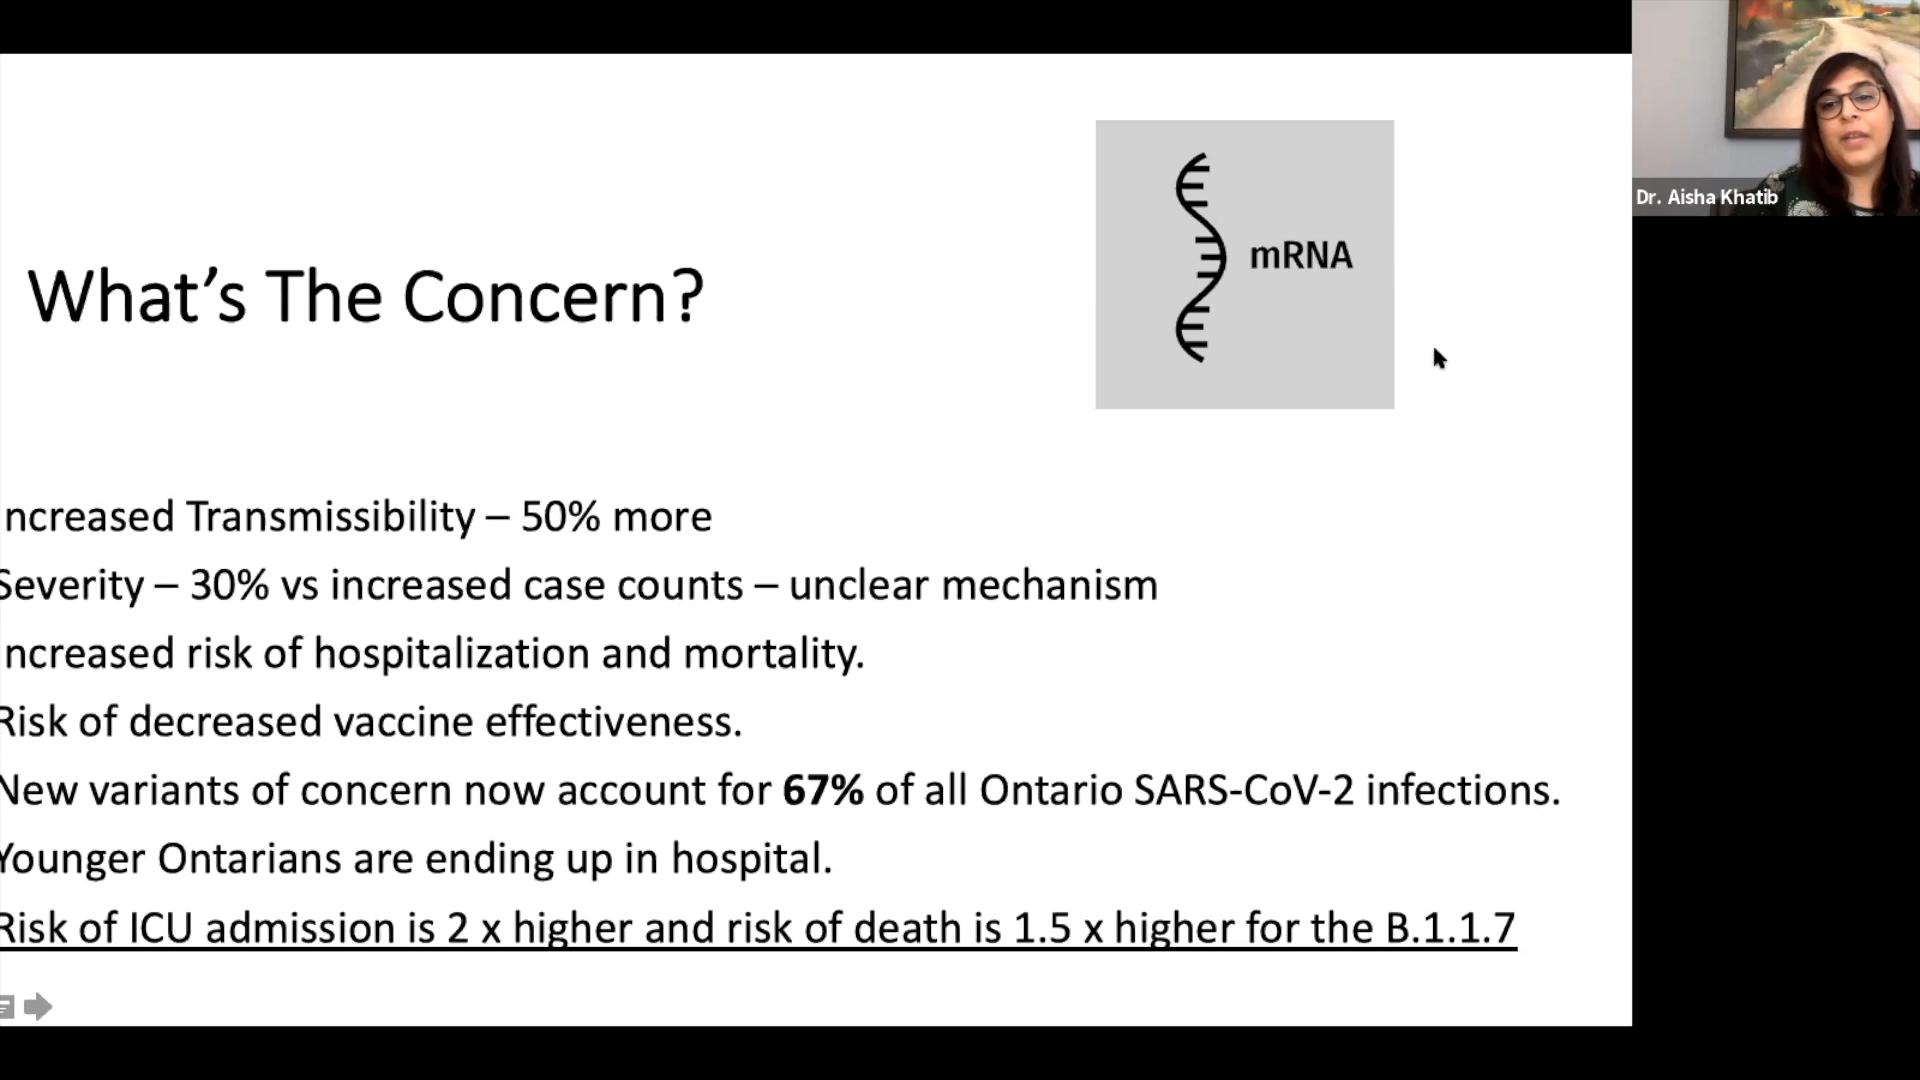 mRNA
What’s The Concern?
ncreased Transmissibility – 50% more
Severity – 30% vs increased case counts – unclear mechanism
ncreased risk of hospitalization and mortality.
Risk of decreased vaccine effectiveness.
New variants of concern now account for 67% of all Ontario SARS-CoV-2 infections.
Younger Ontarians are ending up in hospital.
Risk of ICU admission is 2 x higher and risk of death is 1.5 x higher for the B.1.1.7
Dr. Aisha Khatib